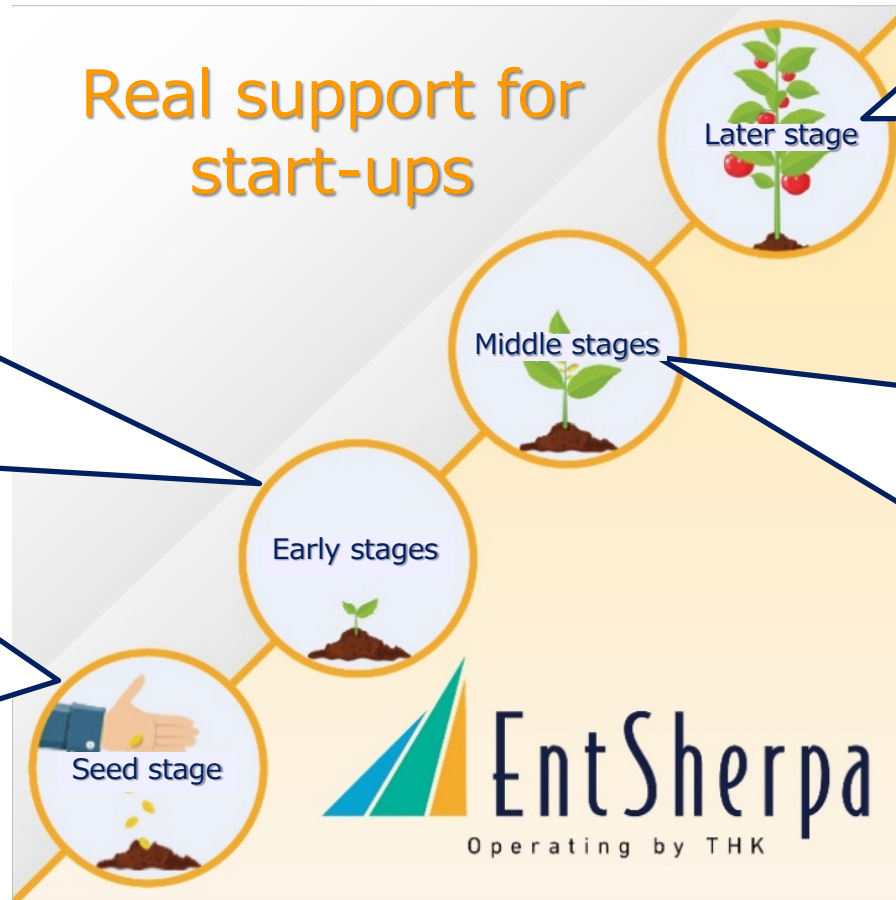 Real support for
start-ups
Later stage
Middle stages
Early stages
Seed stage
EntSherpa
Operating by THK